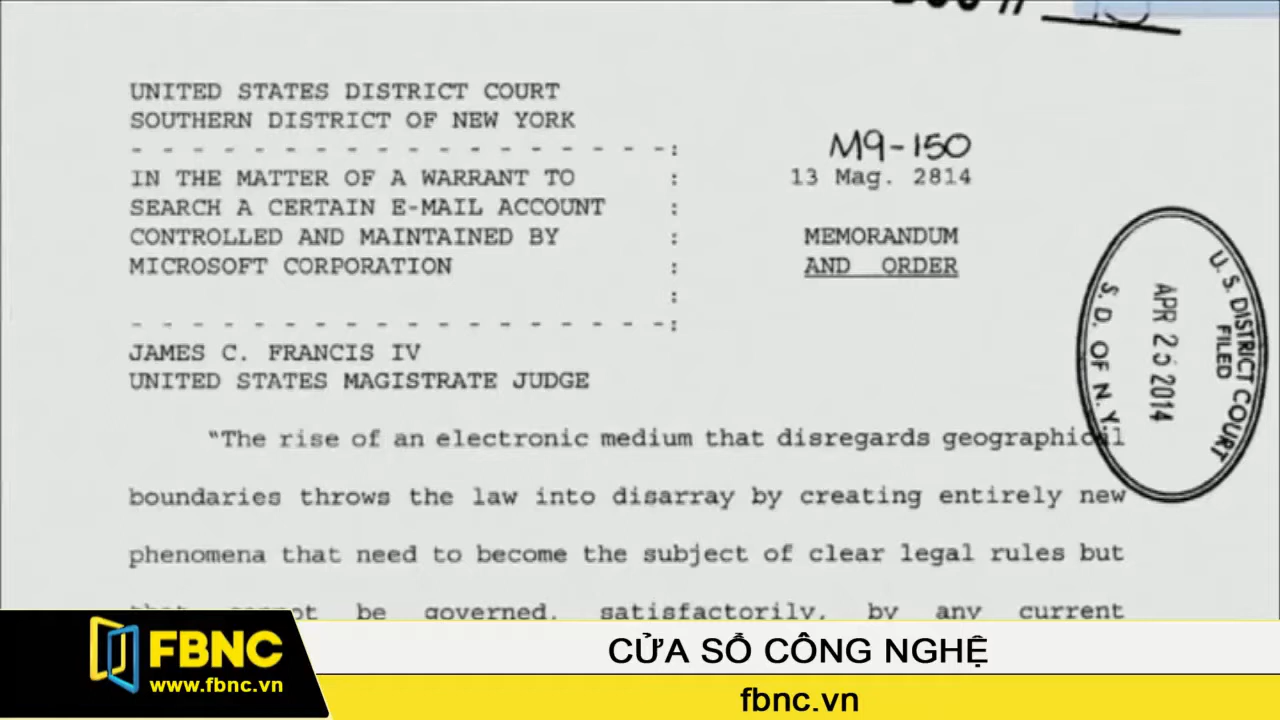 UNITED STATES DISTRICT COURT
SOUTHERN DISTRICT OF NEW YORK
- - - - - - - - - - - - - - - - - - -:
M9-150
IN THE MATTER OF A WARRANT TO : 13 Mag. 2814
SEARCH A CERTAIN E-MAIL ACCOUNT :
CONTROLLED AND MAINTAINED BY : MEMORANDUM
MICROSOFT CORPORATION : AND ORDER
:
- - - - - - - - - - - - - - - - - - -:
JAMES C. FRANCIS IV
UNITED STATES MAGISTRATE JUDGE
U.S. DISTRICT COURT
FILED
APR 25 2014
S.D. OF N.Y.
“The rise of an electronic medium that disregards geographical
boundaries throws the law into disarray by creating entirely new
phenomena that need to become the subject of clear legal rules but
that cannot be governed, satisfactorily, by any current
FBNC
www.fbnc.vn
CỬA SỔ CÔNG NGHỆ
fbnc.vn